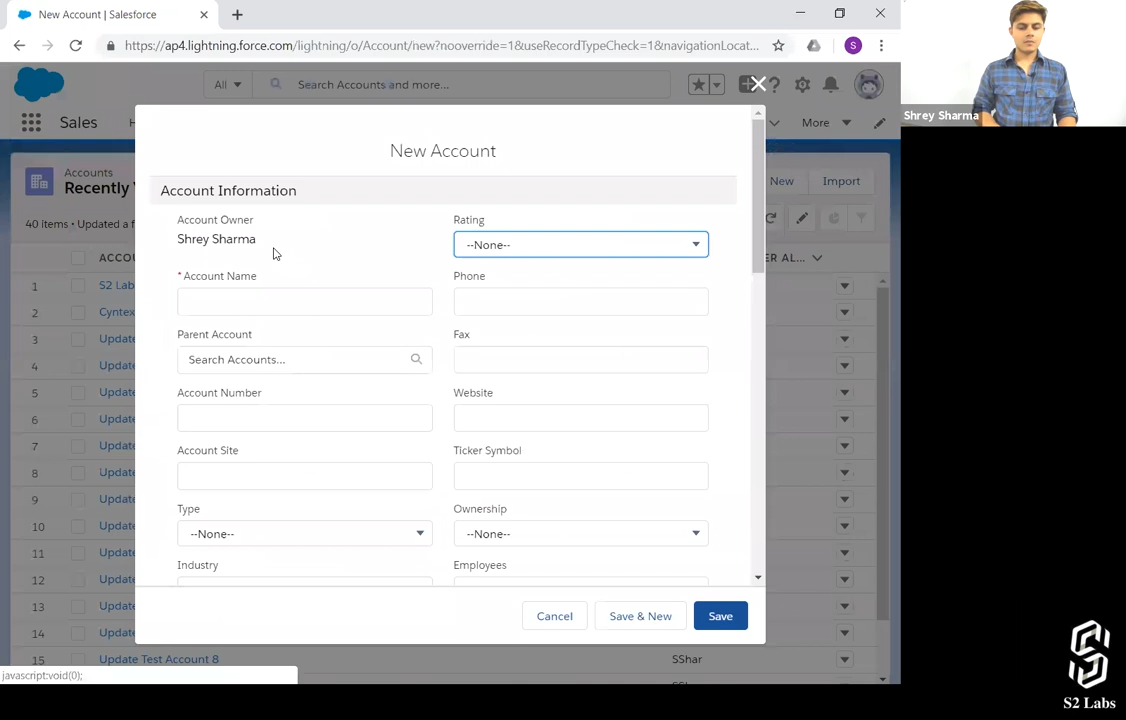 New Account | Salesforce
https://ap4.lightning.force.com/lightning/o/Account/new?nooverride=1&useRecordTypeCheck=1&navigationLocat...
S
All
Search Accounts and more...
Shrey Sharma
Sales
More
New Account
Accounts
Recently
New
Import
40 items • Updated a f
Account Information
Account Owner
Shrey Sharma
Rating
--None--
ACCOU
ER AL...
* Account Name
Phone
1 S2 Lab
2 Cyntex
3 Update
4 Update
5 Update
6 Update
7 Update
8 Update
9 Update
10 Update
11 Update
12 Update
13 Update
14 Update
Parent Account
Fax
Search Accounts...
Account Number
Website
Account Site
Ticker Symbol
Type
Ownership
--None--
--None--
Industry
Employees
Cancel
Save & New
Save
15 Update Test Account 8
SShar
javascript:void(0);
S2 Labs